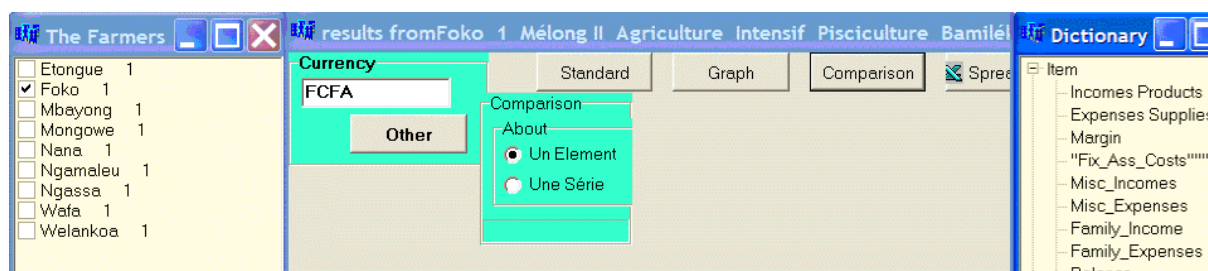 The Farmers
Etongue 1
Foko 1
Mbayong 1
Mongowe 1
Nana 1
Ngamaleu 1
Ngassa 1
Wafa 1
Welankoa 1
results fromFoko 1 Mélong II Agriculture Intensif Pisciculture
Currency
FCFA
Other
Standard
Graph
Comparison
Comparison
About
Un Element
Une Série
Dictionary
Item
Incomes Products
Expenses Supplies
Margin
"Fix_Ass_Costs""""
Misc_Incomes
Misc_Expenses
Family_Income
Family_Expenses